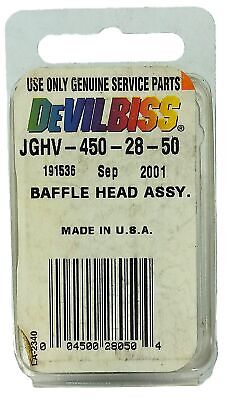 USE ONLY GENUINE SERVICE PARTS
DEVILBISS®
JGHV-450-28-50
191536 Sep 2001
BAFFLE HEAD ASSY.
MADE IN U.S.A.
0 04500 28050 4